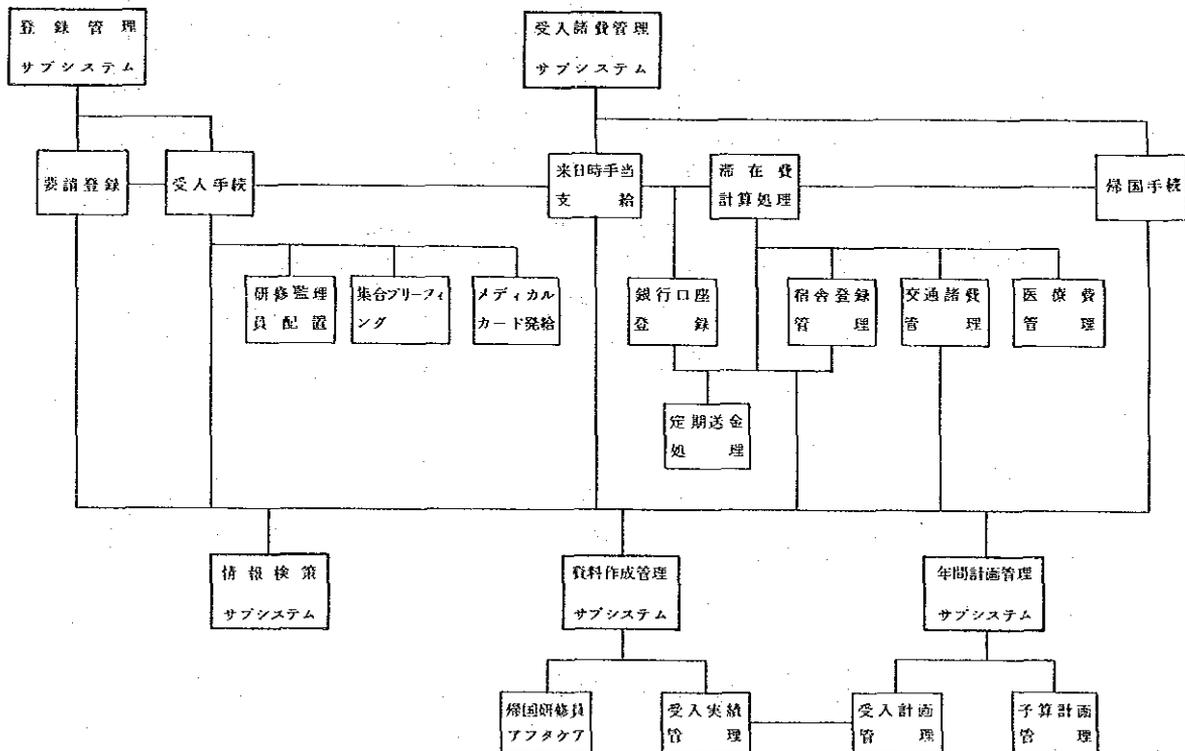 登録管理
サブシステム
受入諸費管理
サブシステム
要請登録
受入手続
来日時手当
支給
滞在費
計算処理
帰国手続
研修監理
員配置
集合ブリーフィ
ング
メディカル
カード発給
銀行口座
登録
宿舎登録
管理
交通諸費
管理
医療費
管理
定期送金
処理
情報検策
サブシステム
資料作成管理
サブシステム
年間計画管理
サブシステム
帰国研修員
アフタケア
受入実績
管理
受入計画
管理
予算計画
管理